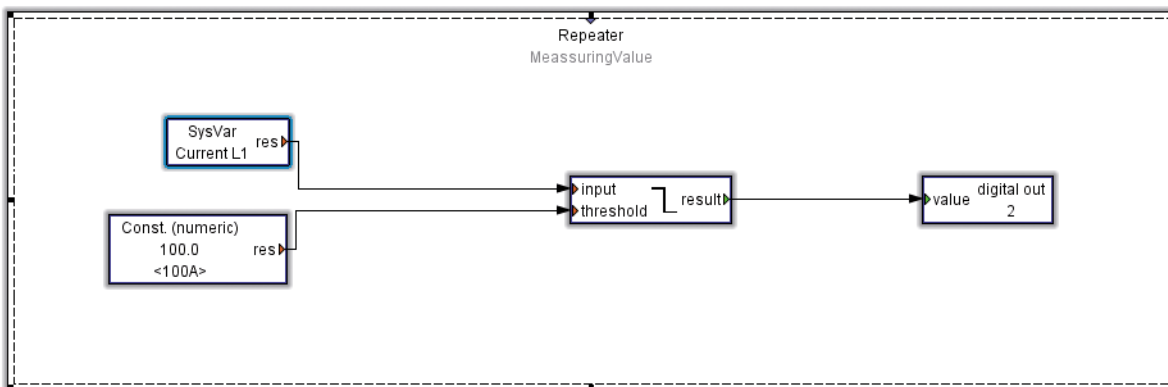 Repeater
MeassuringValue
SysVar
Current L1
res
Const. (numeric)
100.0
<100A>
res
input
threshold
result
value
digital out
2